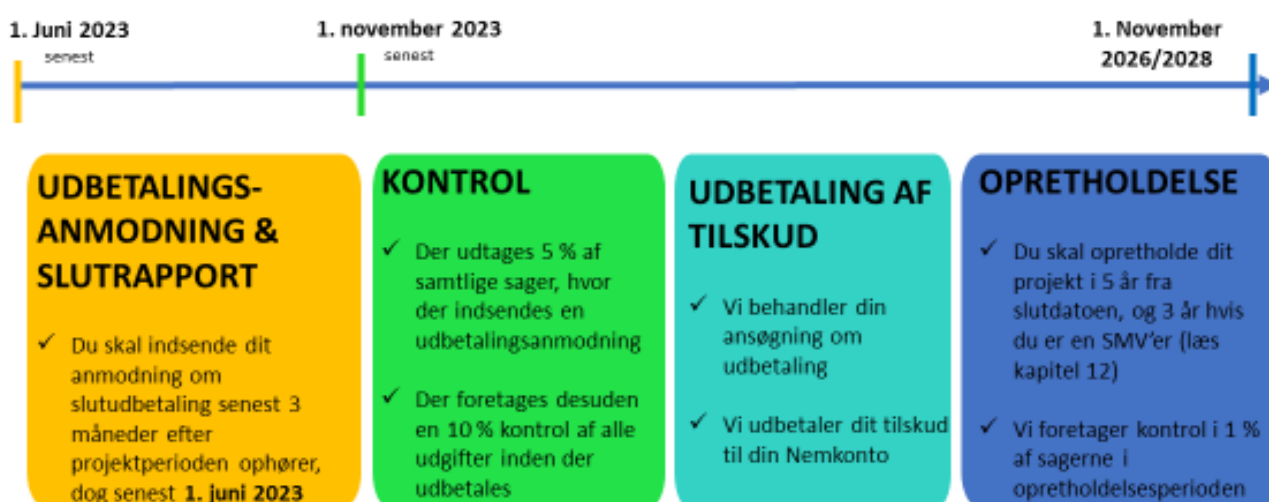 1. Juni 2023
senest
1. november 2023
senest
1. November
2026/2028
UDBETALINGS-
ANMODNING &
SLUTRAPPORT
✓ Du skal indsende dit
anmodning om
slutudbetaling senest 3
måneder efter
projektperioden ophører,
dog senest 1. juni 2023
KONTROL
✓ Der udtages 5 % af
samtlige sager, hvor
der indsendes en
udbetalingsanmodning
✓ Der foretages desuden
en 10 % kontrol af alle
udgifter inden der
udbetales
UDBETALING AF
TILSKUD
✓ Vi behandler din
ansøgning om
udbetaling
✓ Vi udbetaler dit tilskud
til din Nemkonto
OPRETHOLDELSE
✓ Du skal opretholde dit
projekt i 5 år fra
slutdatoen, og 3 år hvis
du er en SMV'er (læs
kapitel 12)
✓ Vi foretager kontrol i 1 %
af sagerne i
opretholdelsesperioden